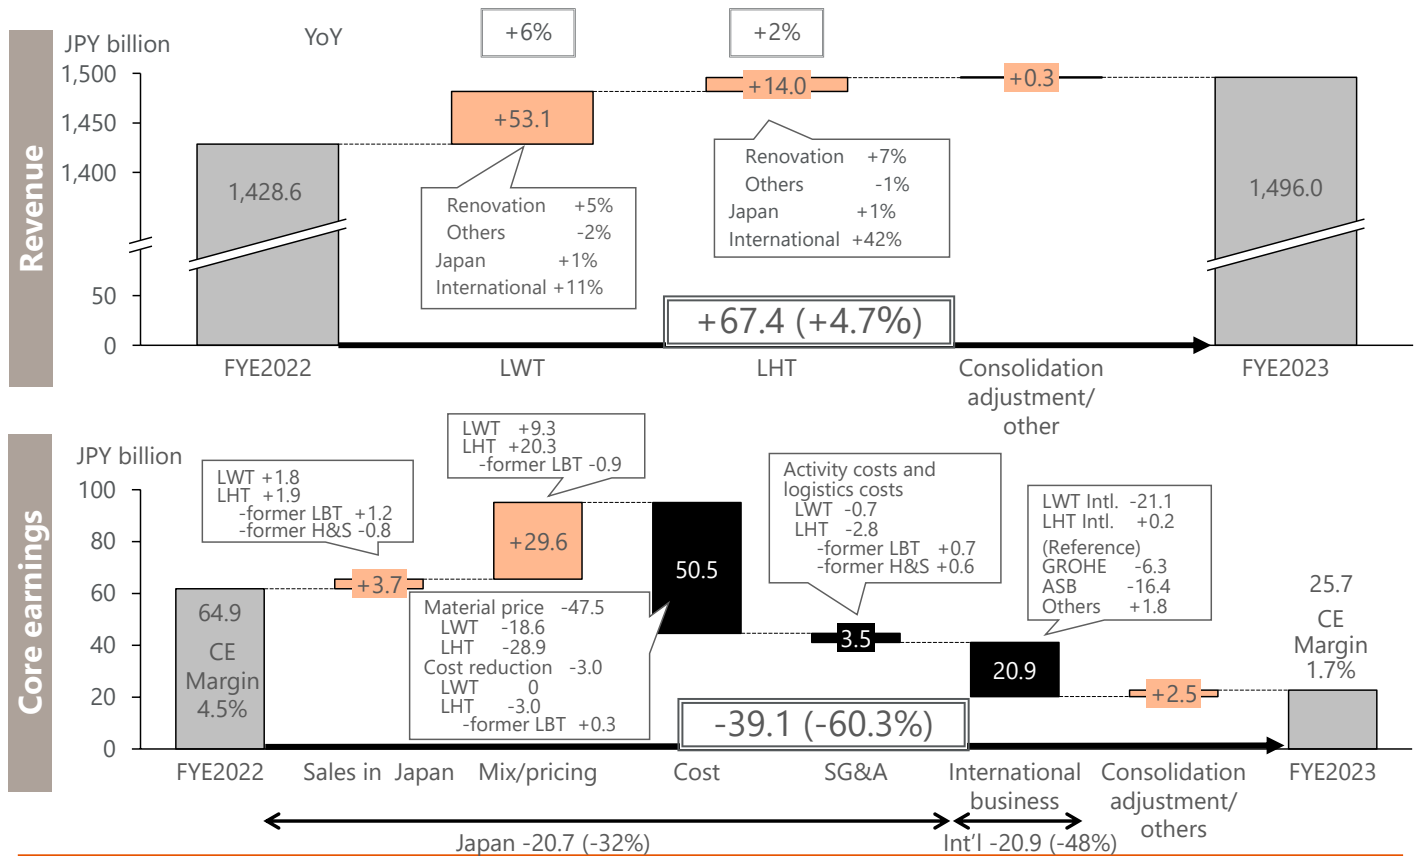 Revenue
JPY billion
YoY
+6%
+2%
1,500
1,450
1,400
50
0
1,428.6
+53.1
+14.0
+0.3
1,496.0
Renovation +5%
Others -2%
Japan +1%
International +11%
Renovation +7%
Others -1%
Japan +1%
International +42%
+67.4 (+4.7%)
FYE2022
LWT
LHT
Consolidation
adjustment/
other
FYE2023
Core earnings
JPY billion
100
80
60
40
20
0
LWT +1.8
LHT +1.9
-former LBT +1.2
-former H&S -0.8
LWT +9.3
LHT +20.3
-former LBT -0.9
Activity costs and
logistics costs
LWT -0.7
LHT -2.8
-former LBT +0.7
-former H&S +0.6
LWT Intl. -21.1
LHT Intl. +0.2
(Reference)
GROHE -6.3
ASB -16.4
Others +1.8
64.9
CE
Margin
4.5%
+3.7
+29.6
50.5
3.5
20.9
+2.5
25.7
CE
Margin
1.7%
Material price -47.5
LWT -18.6
LHT -28.9
Cost reduction -3.0
LWT 0
LHT -3.0
-former LBT +0.3
-39.1 (-60.3%)
FYE2022
Sales in Japan
Mix/pricing
Cost
SG&A
International
business
Consolidation
adjustment/
others
FYE2023
Japan -20.7 (-32%)
Int'l -20.9 (-48%)